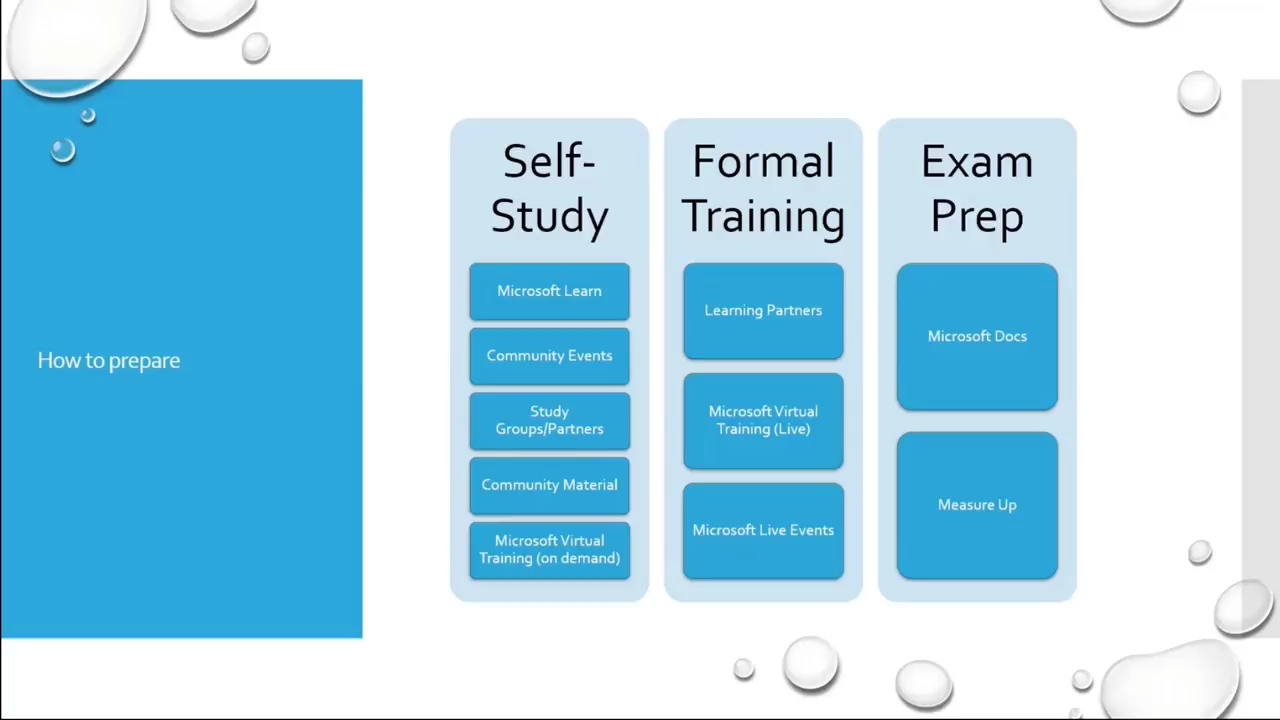 How to prepare
Self-
Study
Microsoft Learn
Community Events
Study
Groups/Partners
Community Material
Microsoft Virtual
Training (on demand)
Formal
Training
Learning Partners
Microsoft Virtual
Training (Live)
Microsoft Live Events
Exam
Prep
Microsoft Docs
Measure Up